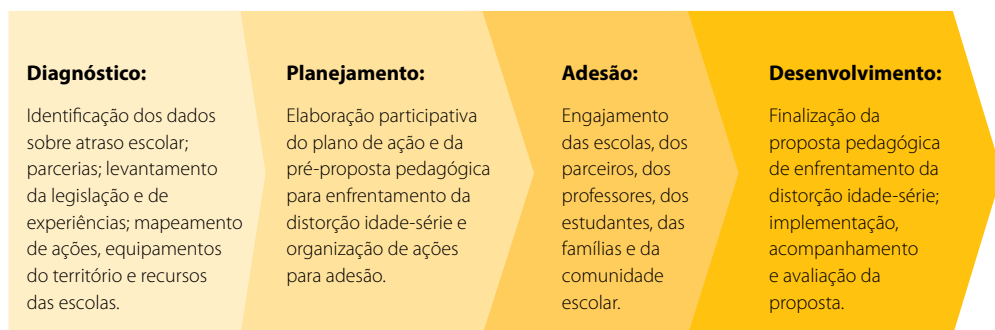 Diagnóstico:
Identificação dos dados
sobre atraso escolar;
parcerias; levantamento
da legislação e de
experiências; mapeamento
de ações, equipamentos
do território e recursos
das escolas.
Planejamento:
Elaboração participativa
do plano de ação e da
pré-proposta pedagógica
para enfrentamento da
distorção idade-série e
organização de ações
para adesão.
Adesão:
Engajamento
das escolas, dos
parceiros, dos
professores, dos
estudantes, das
famílias e da
comunidade
escolar.
Desenvolvimento:
Finalização da
proposta pedagógica
de enfrentamento da
distorção idade-série;
implementação,
acompanhamento
e avaliação da
proposta.